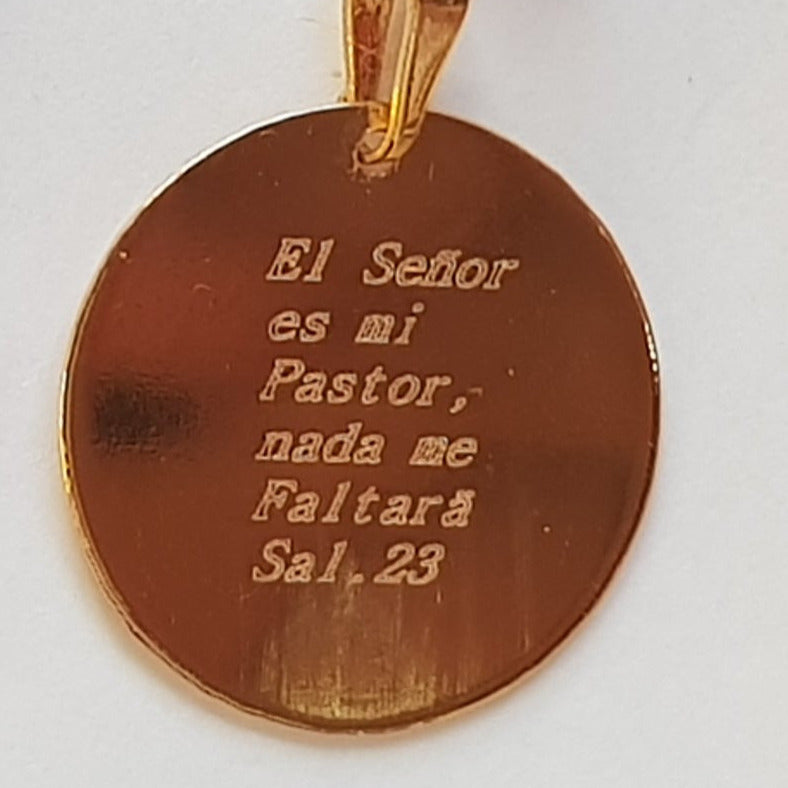 El Señor
es mi
Pastor,
nada me
Faltará
Sal.23